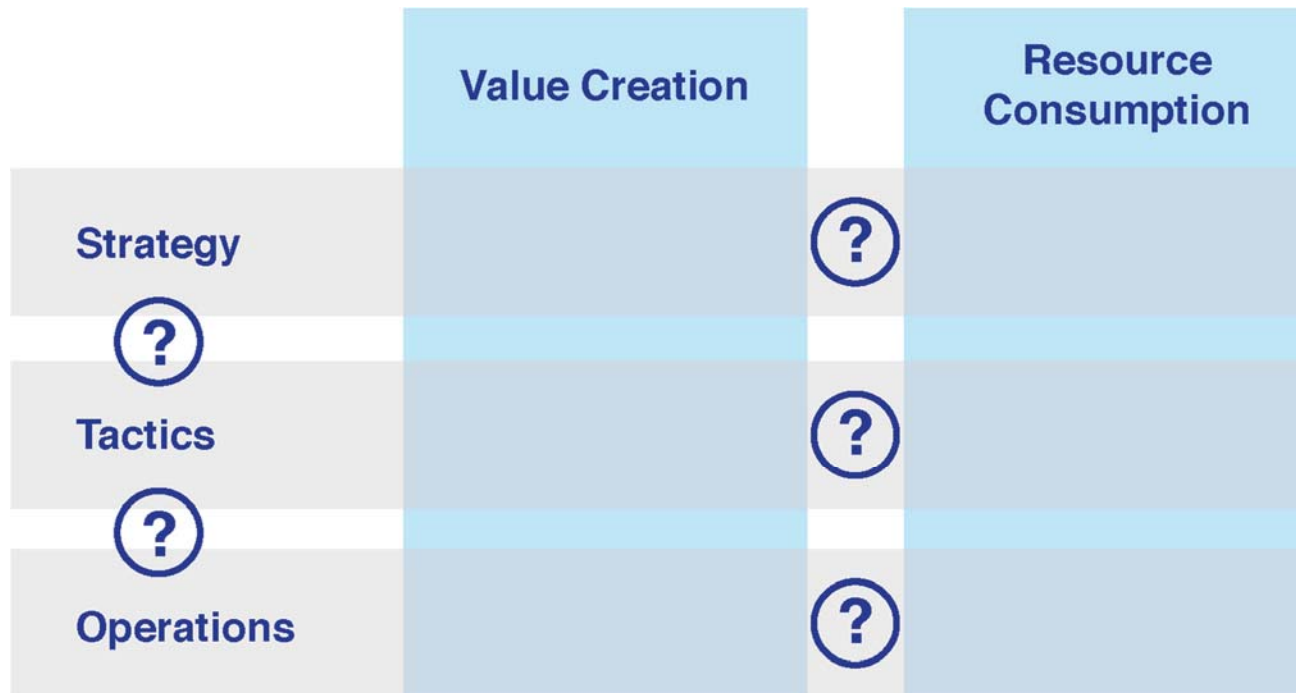 Value Creation
Resource
Consumption
Strategy
?
?
Tactics
?
?
Operations
?